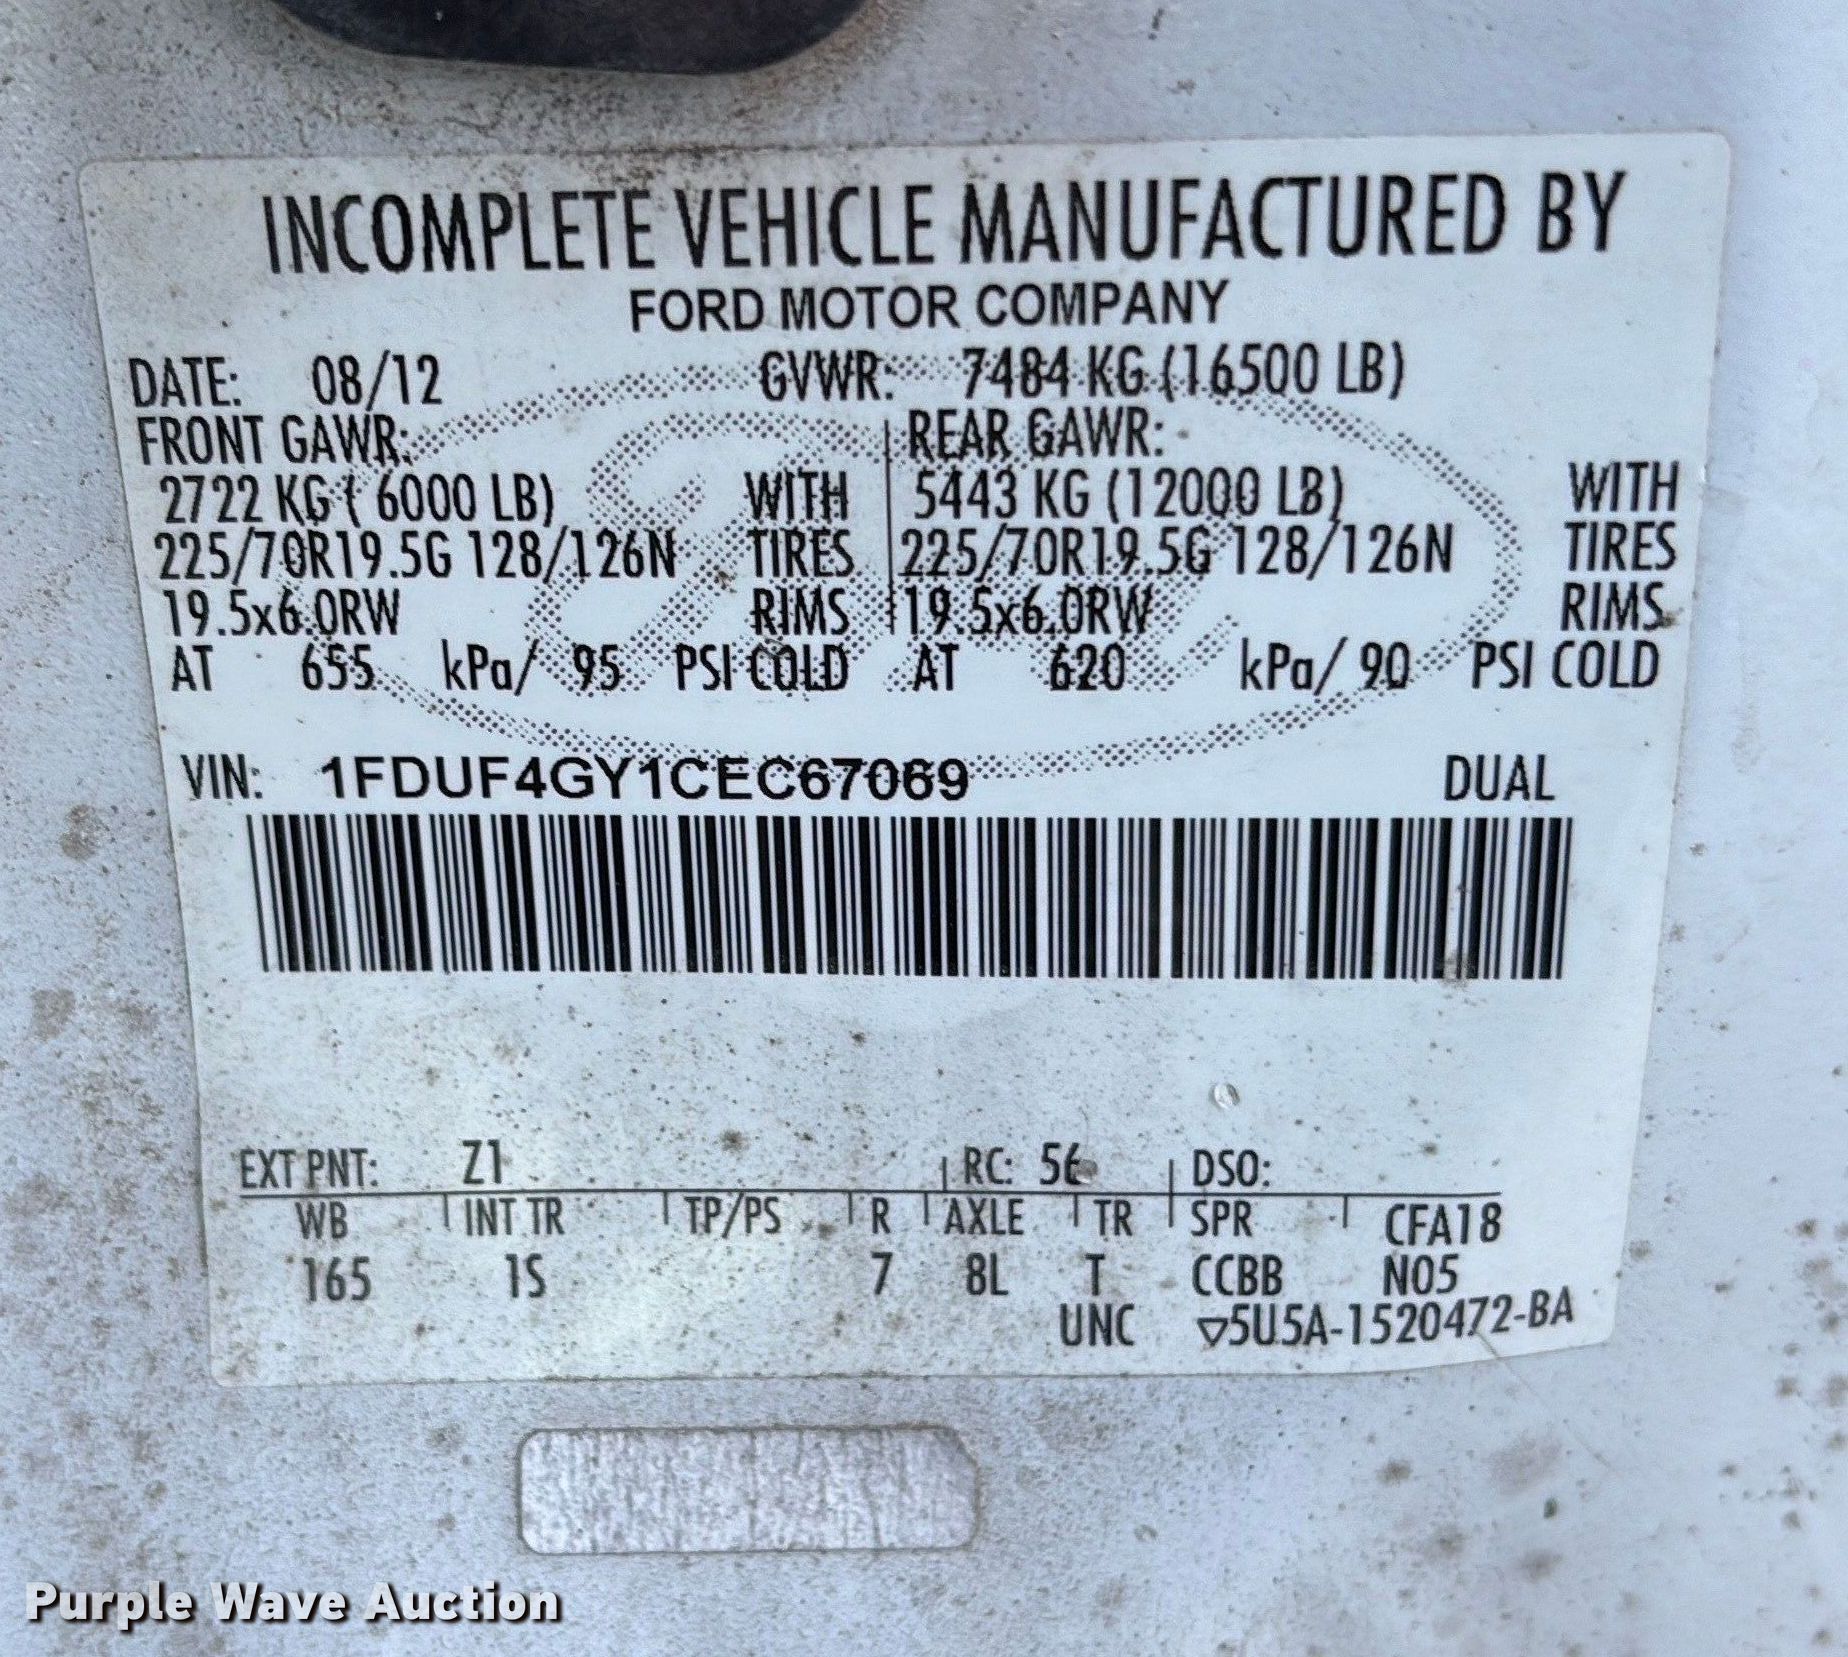 INCOMPLETE VEHICLE MANUFACTURED BY
FORD MOTOR COMPANY
DATE: 08/12 GVWR: 7484 KG (16500 LB)
FRONT GAWR: REAR GAWR:
2722 KG ( 6000 LB) WITH 5443 KG (12000 LB) WITH
225/70R19.5G 128/126N TIRES 225/70R19.5G 128/126N TIRES
19.5x6.0RW RIMS 19.5x6.0RW RIMS
AT 655 kPa/ 95 PSI COLD AT 620 kPa/ 90 PSI COLD
VIN: 1FDUF4GY1CEC67069 DUAL
EXT PNT: Z1 RC: 56 DSO:
WB INT TR TP/PS R AXLE TR SPR CFA18
165 1S 7 8L T CCBB N05
UNC ▽5U5A-1520472-BA
Purple Wave Auction